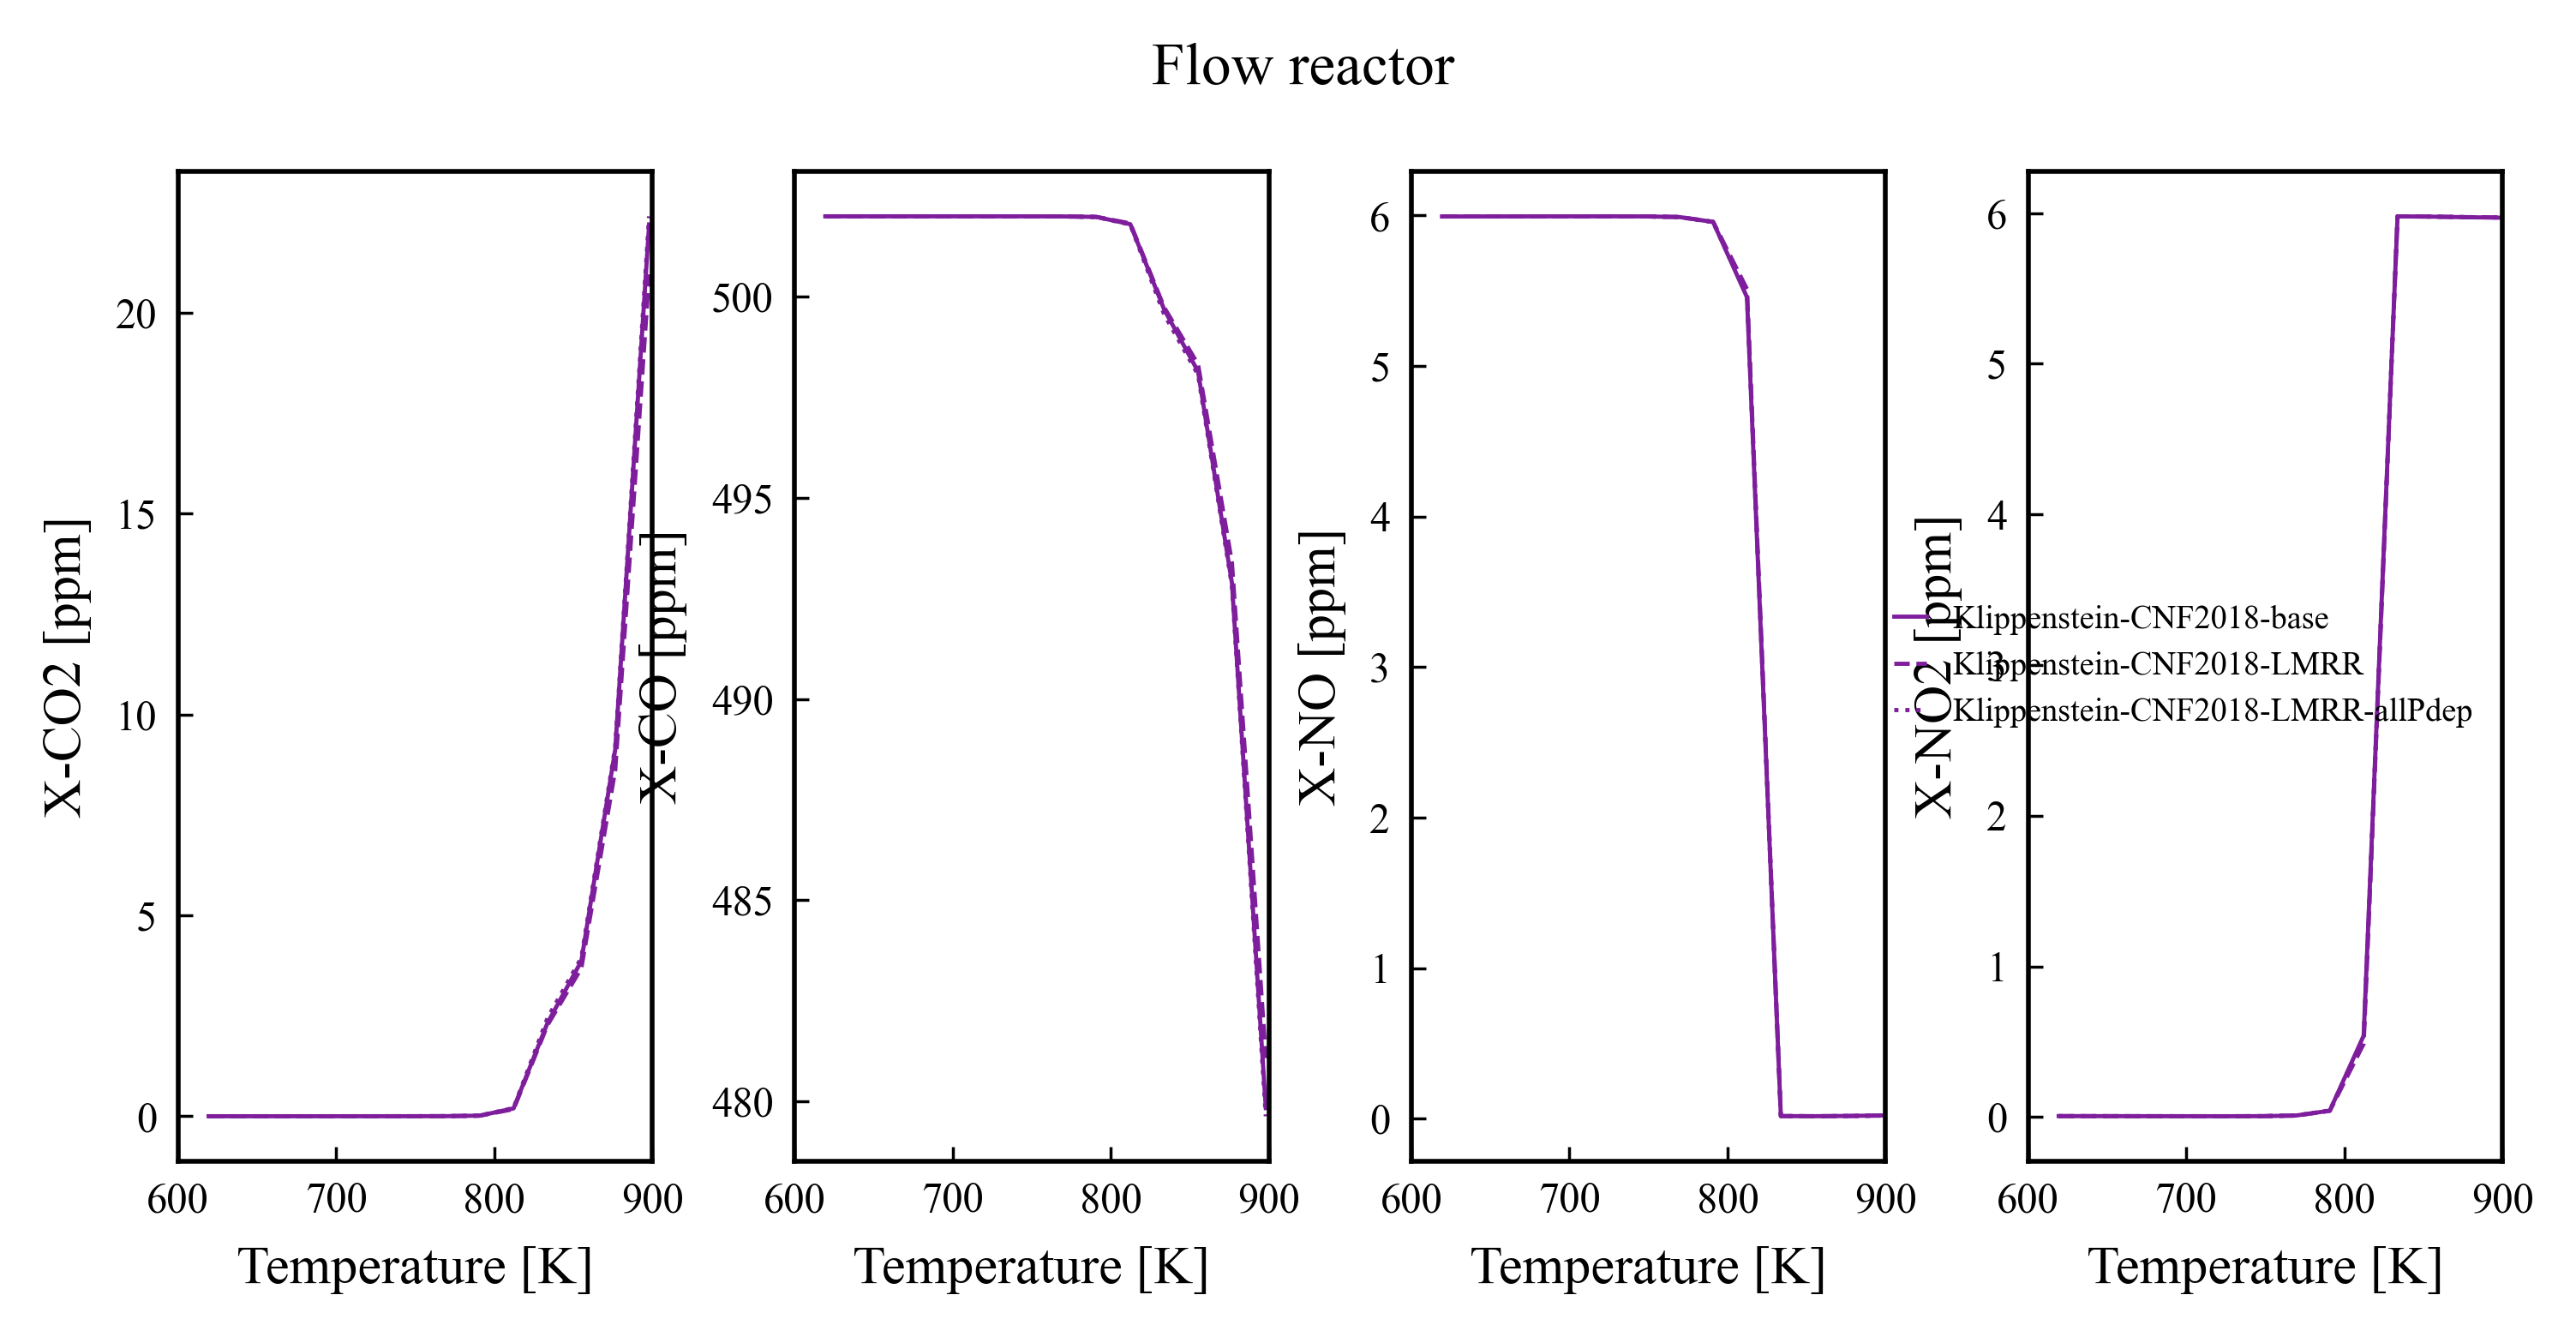 Flow reactor
X-CO2 [ppm]
20
15
10
5
0
600 700 800 900
Temperature [K]
X-CO [ppm]
500
495
490
485
480
600 700 800 900
Temperature [K]
X-NO [ppm]
6
5
4
3
2
1
0
600 700 800 900
Temperature [K]
X-NO2 [ppm]
6
5
4
3
2
1
0
600 700 800 900
Temperature [K]
Klippenstein-CNF2018-base
Klippenstein-CNF2018-LMRR
Klippenstein-CNF2018-LMRR-allPdep